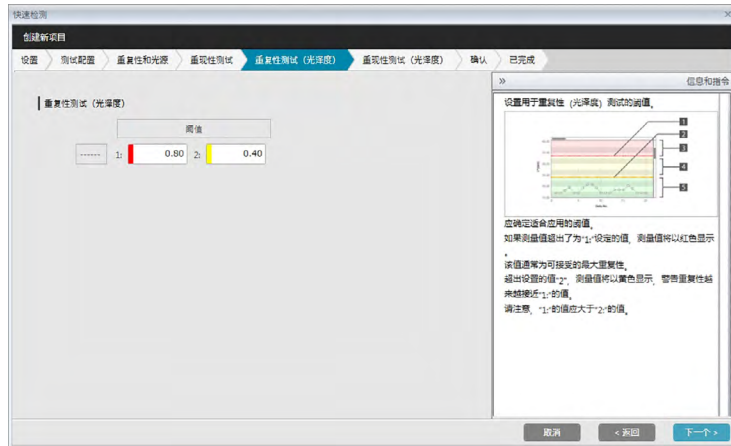 快速检测
×
创建新项目
设置
测试配置
重复性和光源
重现性测试
重复性测试（光泽度）
重现性测试（光泽度）
确认
已完成
»
信息和指令
重复性测试（光泽度）
阈值
------
1:
0.80
2:
0.40
设置用于重复性（光泽度）测试的阈值。
1
2
3
4
5
应确定适合应用的阈值。
如果测量值超出了为"1:"设定的值，测量值将以红色显示
。
该值通常为可接受的最大重复性。
超出设置的值"2"，测量值将以黄色显示，警告重复性越
来越接近"1:"的值。
请注意，"1:"的值应大于"2:"的值。
取消
< 返回
下一个 >